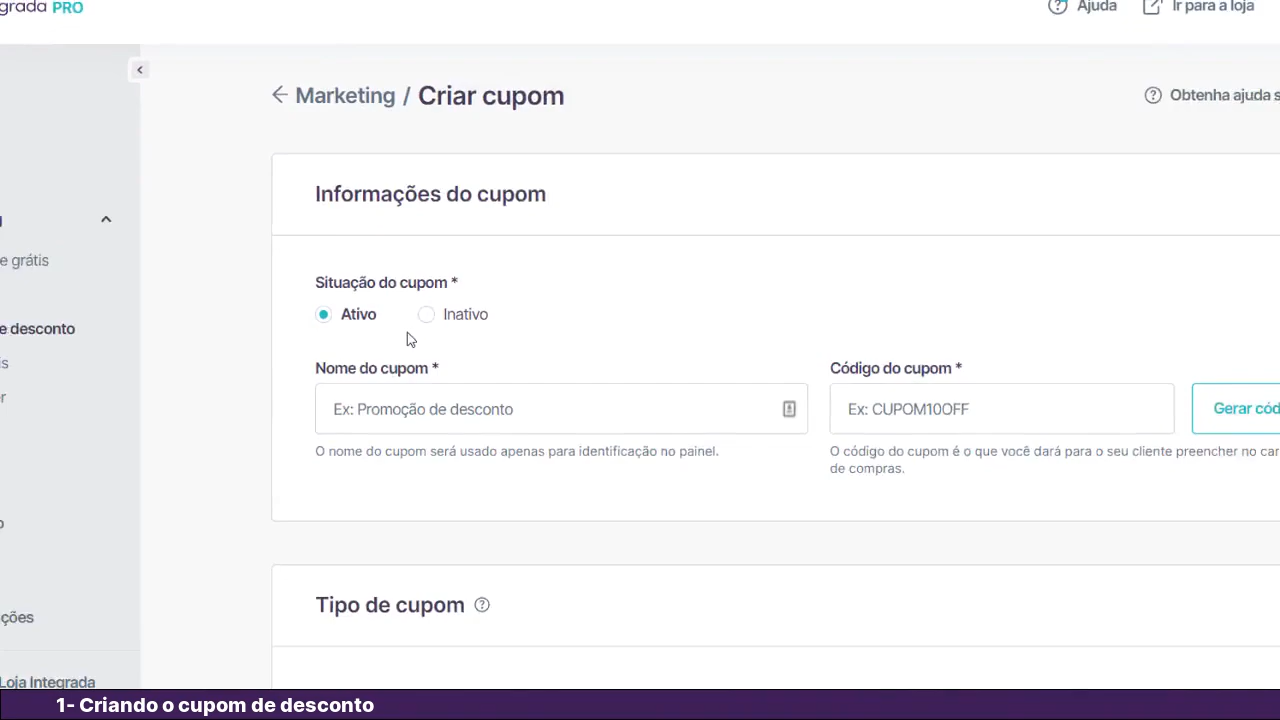 grada PRO
Ajuda
Ir para a loja
Marketing / Criar cupom
Obtenha ajuda s
Informações do cupom
e grátis
Situação do cupom *
Ativo
Inativo
e desconto
is
Nome do cupom *
Código do cupom *
r
Ex: Promoção de desconto
Ex: CUPOM10OFF
Gerar cód
O nome do cupom será usado apenas para identificação no painel.
O código do cupom é o que você dará para o seu cliente preencher no car
de compras.
o
Tipo de cupom
ções
Loja Integrada
1- Criando o cupom de desconto